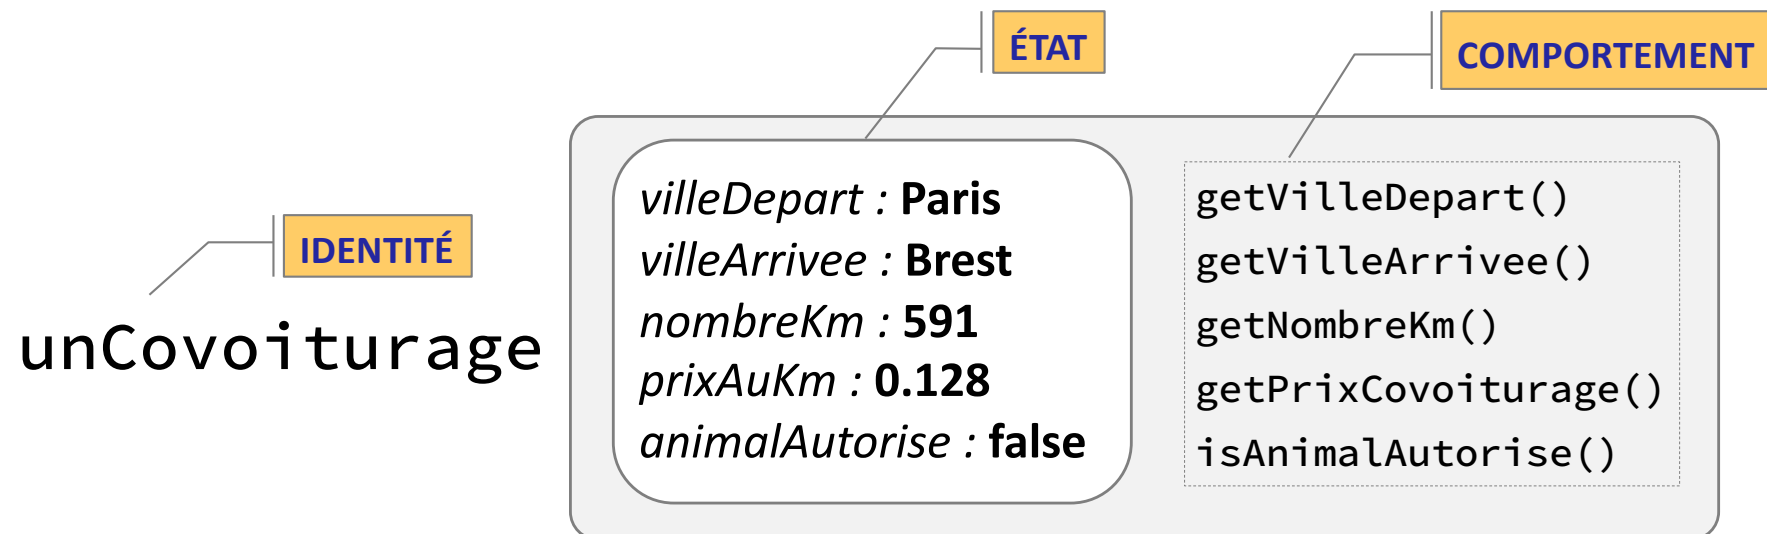 ÉTAT
COMPORTEMENT
IDENTITÉ
unCovoiturage
villeDepart : Paris
villeArrivee : Brest
nombreKm : 591
prixAuKm : 0.128
animalAutorise : false
getVilleDepart()
getVilleArrivee()
getNombreKm()
getPrixCovoiturage()
isAnimalAutorise()